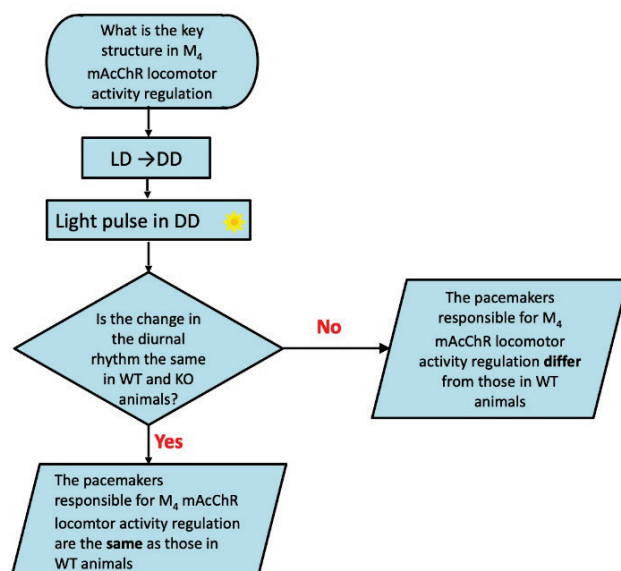 What is the key
structure in M₄
mAcChR locomotor
activity regulation
LD →DD
Light pulse in DD
Is the change in
the diurnal
rhythm the same
in WT and KO
animals?
No
The pacemakers
responsible for M₄
mAcChR locomotor
activity regulation differ
from those in WT
animals
Yes
The pacemakers
responsible for M₄ mAcChR
locomtor activity regulation
are the same as those in
WT animals